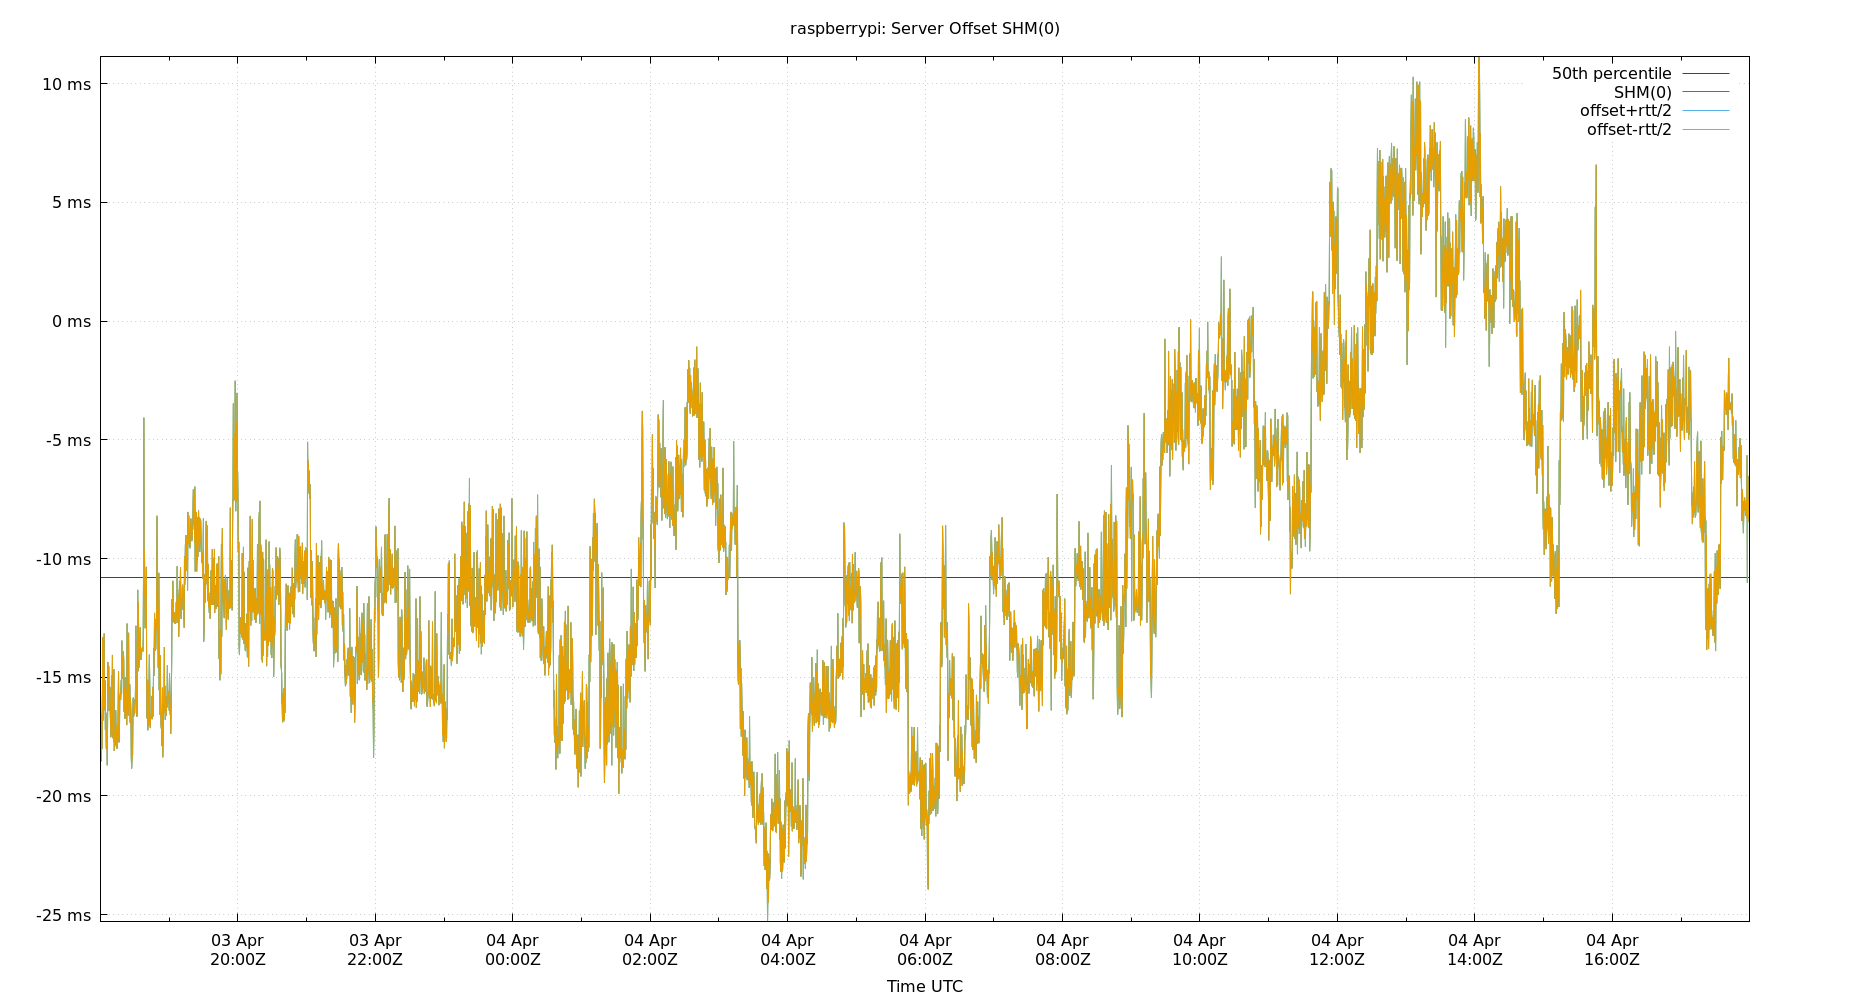 raspberrypi: Server Offset SHM(0)
50th percentile
SHM(0)
offset+rtt/2
offset-rtt/2
10 ms
5 ms
0 ms
-5 ms
-10 ms
-15 ms
-20 ms
-25 ms
03 Apr 03 Apr 04 Apr 04 Apr 04 Apr 04 Apr 04 Apr 04 Apr 04 Apr 04 Apr 04 Apr
20:00Z 22:00Z 00:00Z 02:00Z 04:00Z 06:00Z 08:00Z 10:00Z 12:00Z 14:00Z 16:00Z
Time UTC